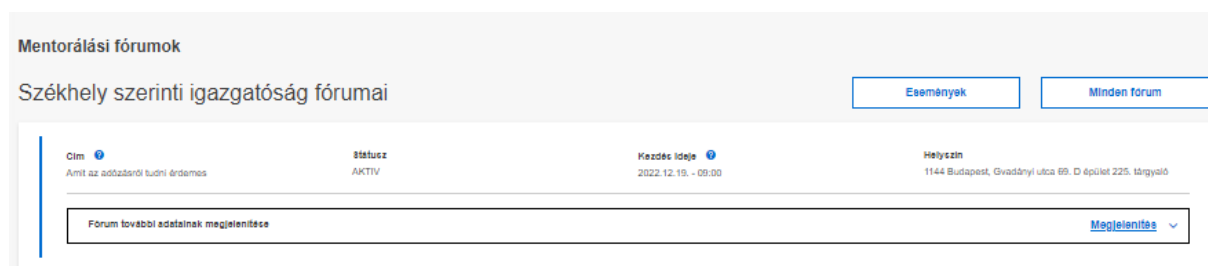 Mentorálási fórumok
Székhely szerinti igazgatóság fórumai
Események
Minden fórum
Cím
Státusz
Kezdés ideje
Helyszín
Amit az adózásról tudni érdemes
AKTIV
2022.12.19. - 09:00
1144 Budapest, Gvadányi utca 69. D épület 225. tárgyaló
Fórum további adatainak megjelenítése
Megjelenítés